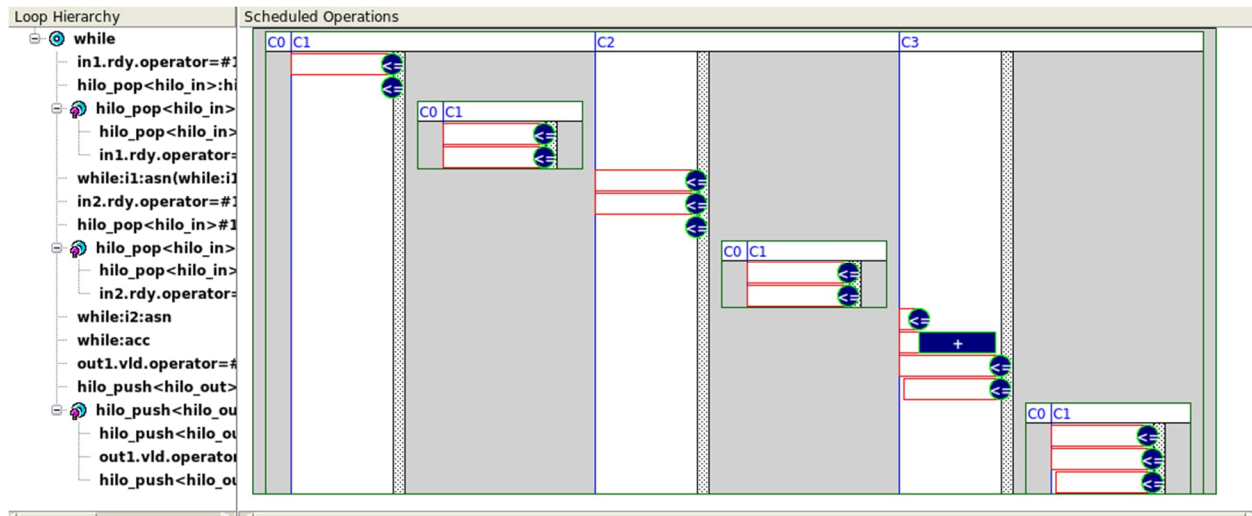 Loop Hierarchy
Scheduled Operations
while
C0 C1 C2 C3
in1.rdy.operator=#1
hilo_pop<hilo_in>:hi
<=
<=
hilo_pop<hilo_in>
C0 C1
hilo_pop<hilo_in>
<=
in1.rdy.operator=
<=
while:i1:asn(while:i1
<=
in2.rdy.operator=#1
<=
hilo_pop<hilo_in>#1
<=
hilo_pop<hilo_in>
C0 C1
hilo_pop<hilo_in>
<=
in2.rdy.operator=
<=
while:i2:asn
<=
while:acc
+
out1.vld.operator=#
<=
hilo_push<hilo_out>
<=
hilo_push<hilo_ou
C0 C1
hilo_push<hilo_ou
<=
out1.vld.operator
<=
hilo_push<hilo_ou
<=